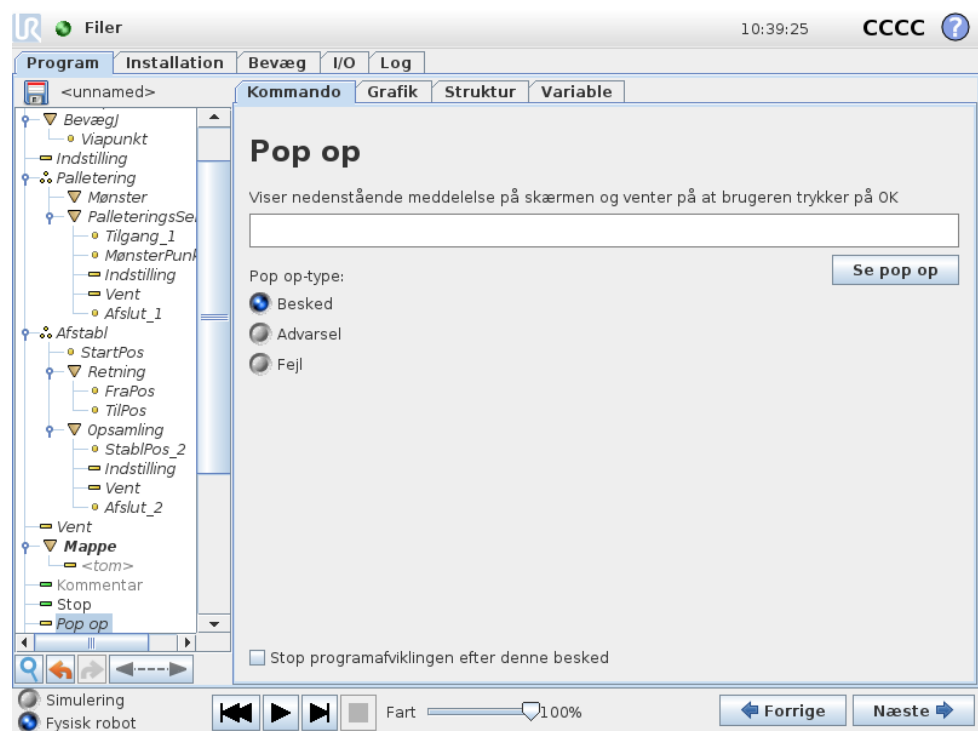 UR Filer 10:39:25 CCCC ?
Program Installation Bevæg I/O Log
<unnamed>
Kommando Grafik Struktur Variable
BevægJ
Viapunkt
Indstilling
Palletering
Mønster
PalleteringsSe
Tilgang_1
MønsterPunk
Indstilling
Vent
Afslut_1
Afstabl
StartPos
Retning
FraPos
TilPos
Opsamling
StablPos_2
Indstilling
Vent
Afslut_2
Vent
Mappe
<tom>
Kommentar
Stop
Pop op
Pop op
Viser nedenstående meddelelse på skærmen og venter på at brugeren trykker på OK
Se pop op
Pop op-type:
Besked
Advarsel
Fejl
Stop programafviklingen efter denne besked
Simulering
Fysisk robot
Fart 100%
Forrige Næste